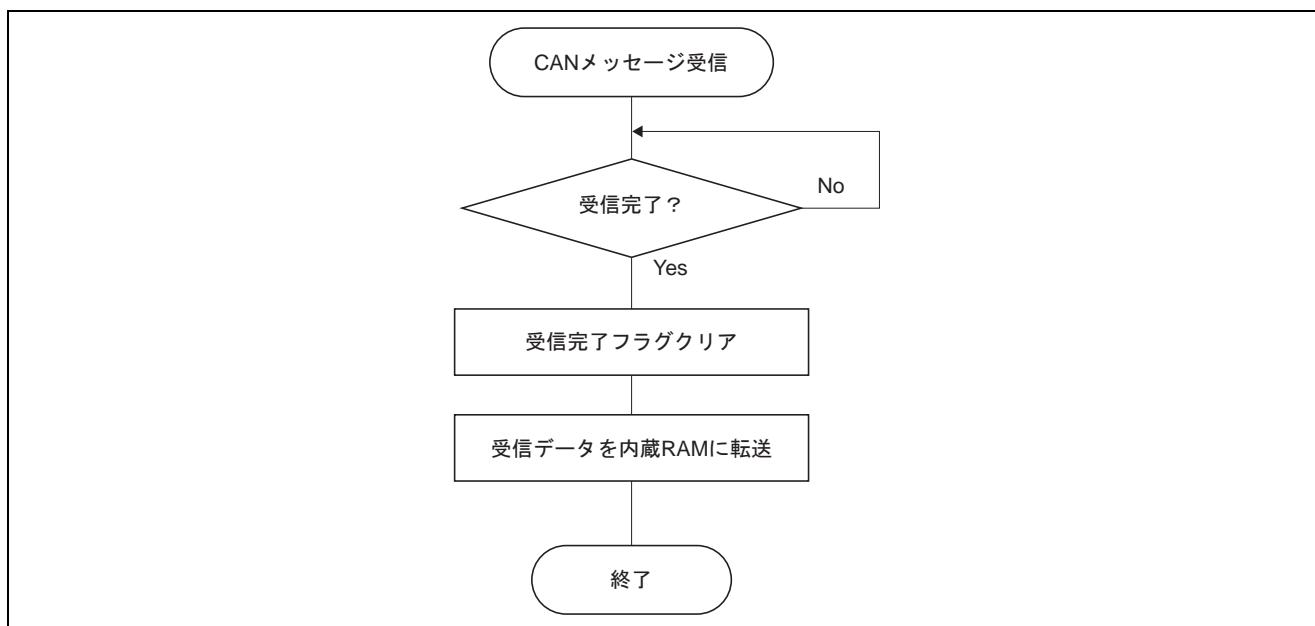 CANメッセージ受信
受信完了？
No
Yes
受信完了フラグクリア
受信データを内蔵RAMに転送
終了